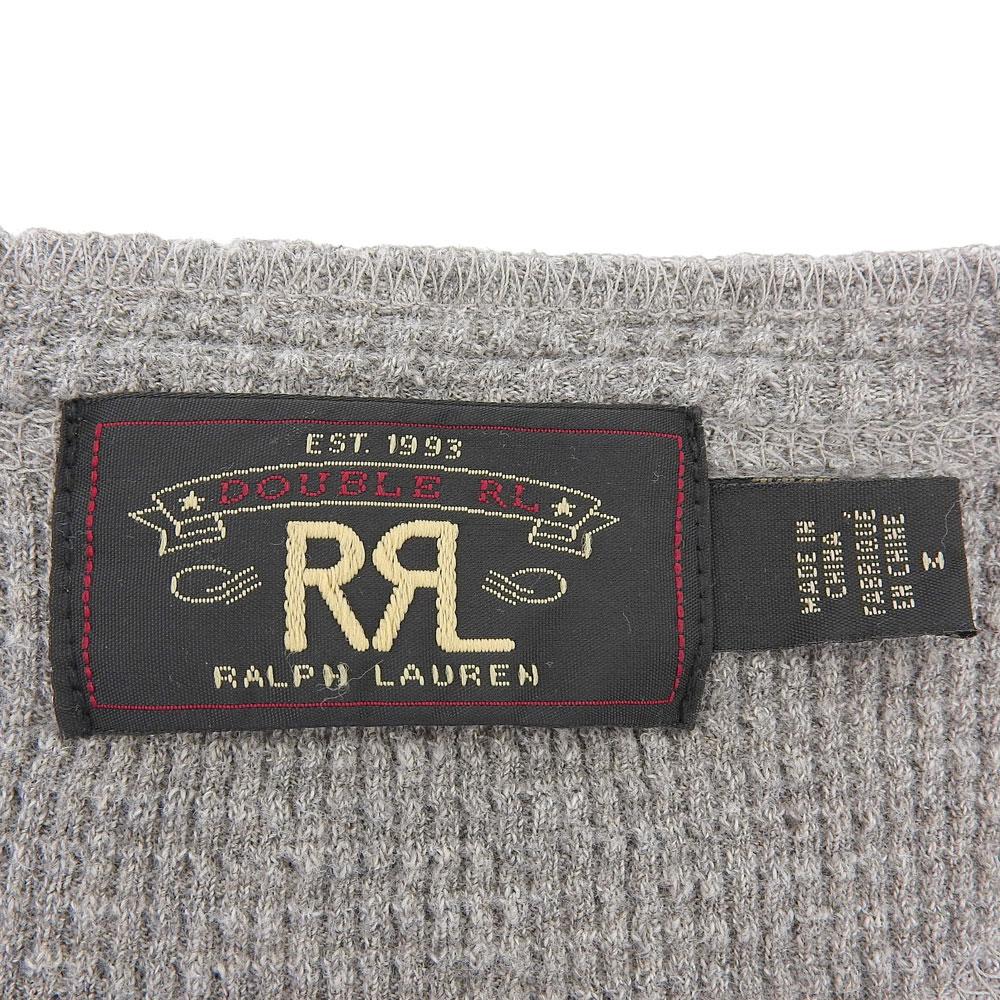 EST. 1993
DOUBLE RL
RRL
RALPH LAUREN
MADE IN
CHINA
FABRIQUÉ
EN CHINE
M